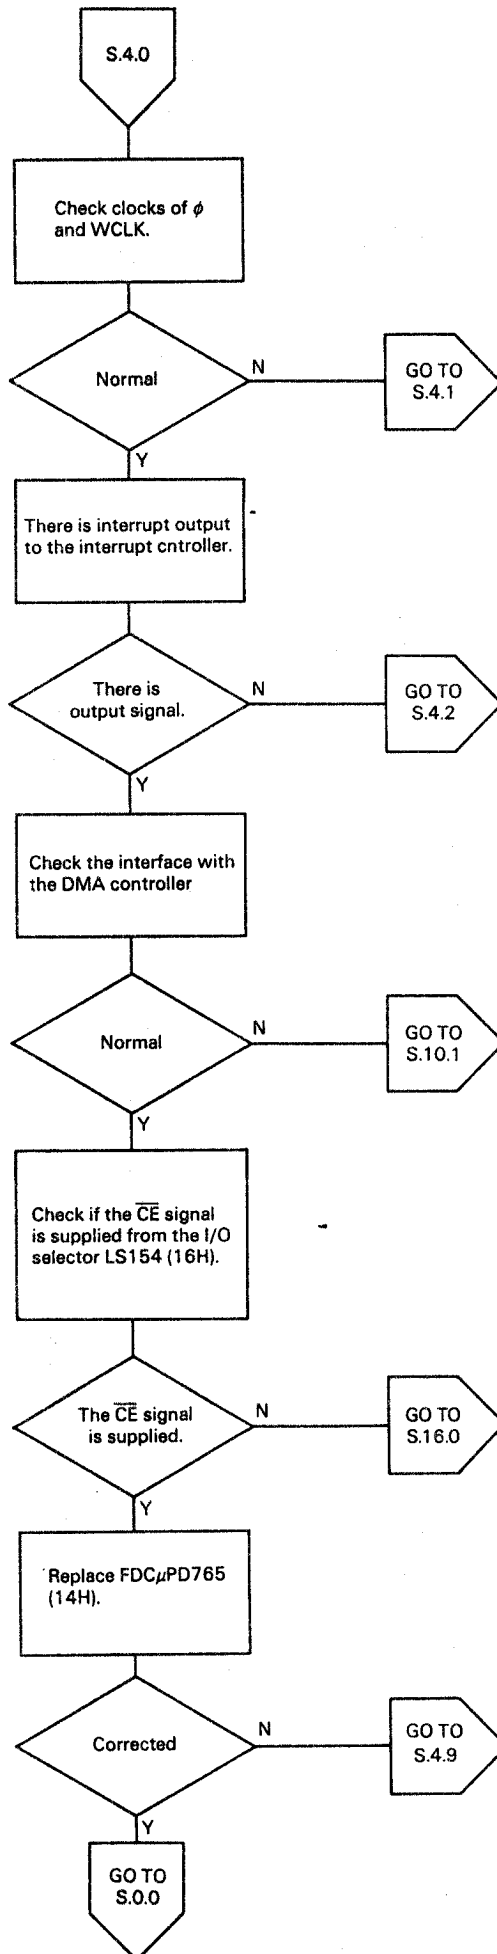 S.4.0
Check clocks of ϕ
and WCLK.
Normal
N
GO TO
S.4.1
Y
There is interrupt output
to the interrupt cntroller.
There is
output signal.
N
GO TO
S.4.2
Y
Check the interface with
the DMA controller
Normal
N
GO TO
S.10.1
Y
Check if the C̅E̅ signal
is supplied from the I/O
selector LS154 (16H).
The C̅E̅ signal
is supplied.
N
GO TO
S.16.0
Y
Replace FDCμPD765
(14H).
Corrected
N
GO TO
S.4.9
Y
GO TO
S.0.0